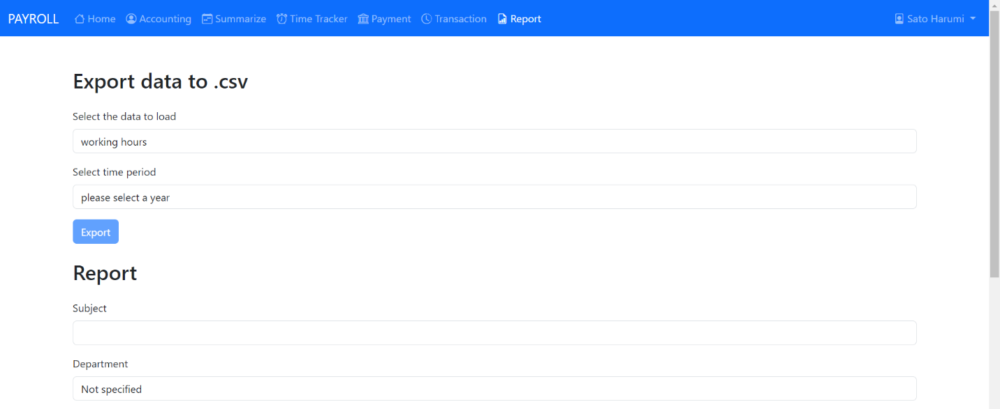 PAYROLL Home Accounting Summarize Time Tracker Payment Transaction Report Sato Harumi
Export data to .csv
Select the data to load
working hours
Select time period
please select a year
Export
Report
Subject
Department
Not specified